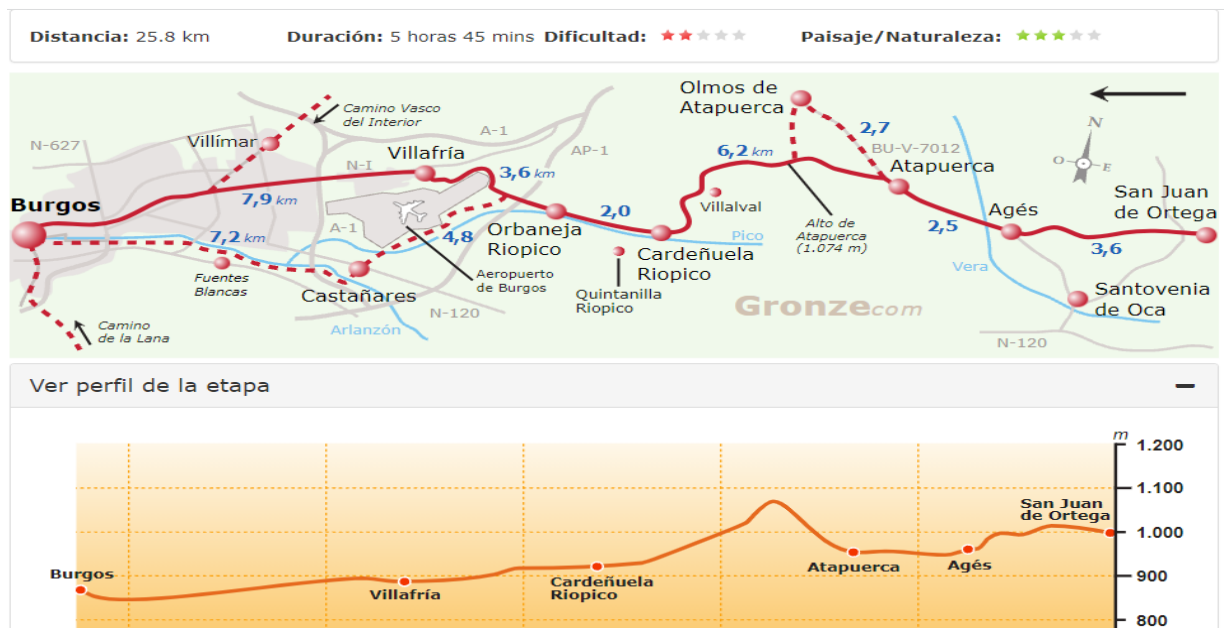 Distancia: 25.8 km Duración: 5 horas 45 mins Dificultad: Paisaje/Naturaleza:
Olmos de
Atapuerca
Camino Vasco
del Interior
N-627
Villímar
A-1
AP-1
2,7
N
BU-V-7012
O
E
N-I
Villafría
3,6 km
6,2 km
Atapuerca
San Juan
de Ortega
Burgos
7,9 km
Villalval
Agés
7,2 km
A-1
4,8
Orbaneja
Riopico
2,0
Pico
Alto de
Atapuerca
(1.074 m)
2,5
3,6
Cardeñuela
Riopico
Vera
Fuentes
Blancas
Castañares
Aeropuerto
de Burgos
Quintanilla
Riopico
Santovenia
de Oca
Gronze.com
N-120
Camino
de la Lana
Arlanzón
N-120
Ver perfil de la etapa
m
1.200
1.100
San Juan
de Ortega
1.000
Burgos
Villafría
Cardeñuela
Riopico
Atapuerca
Agés
900
800